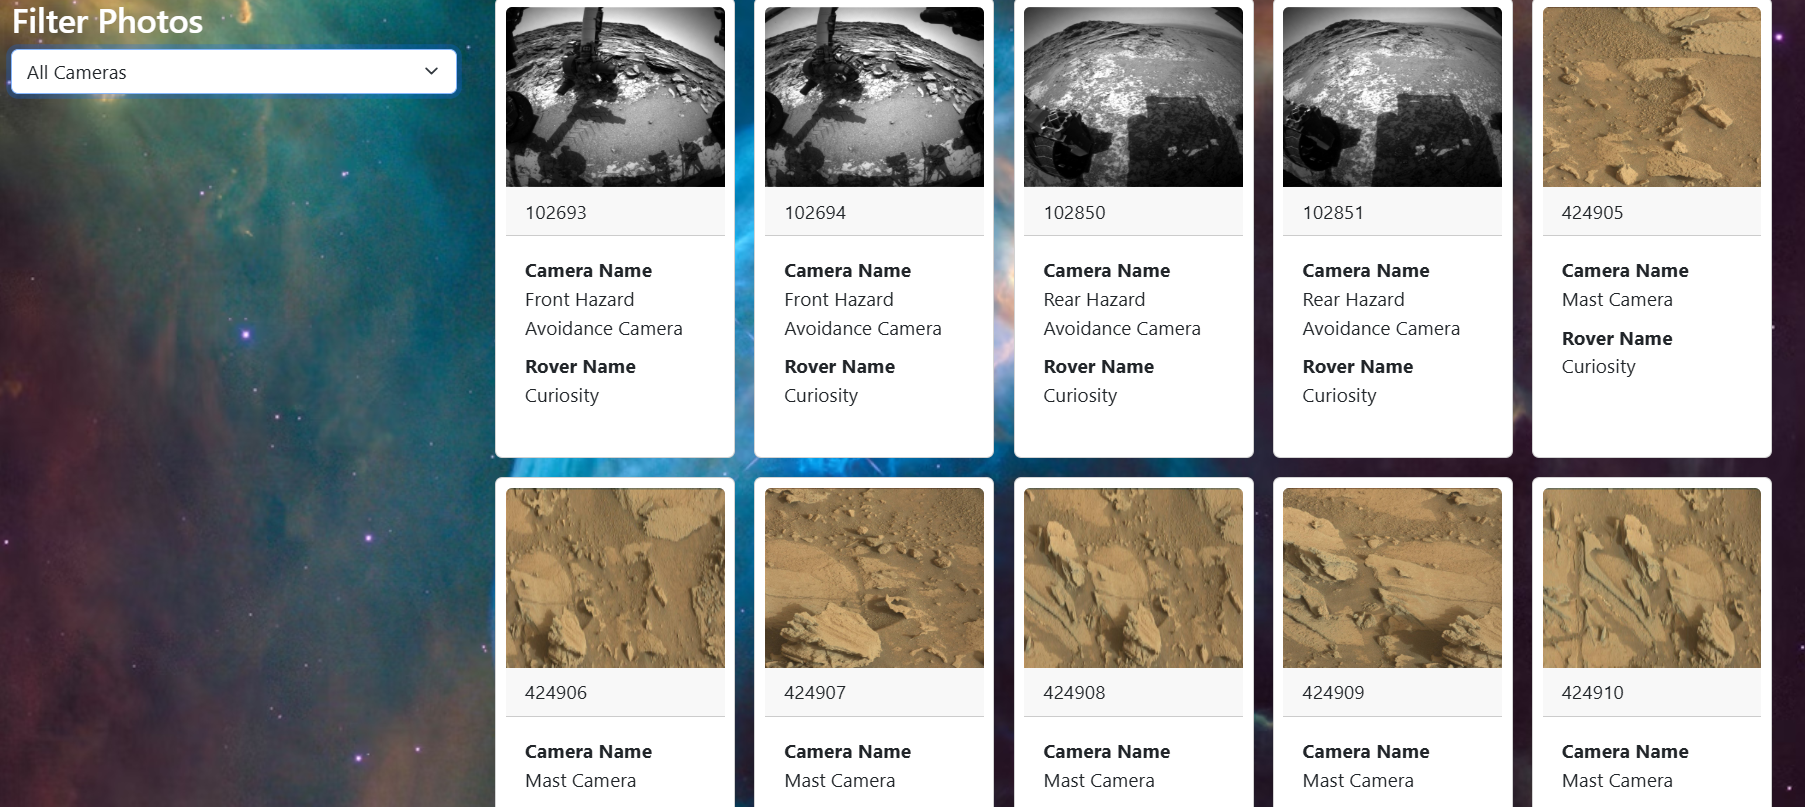 Filter Photos
All Cameras
102693
102694
102850
102851
424905
Camera Name
Front Hazard
Avoidance Camera
Rover Name
Curiosity
Camera Name
Front Hazard
Avoidance Camera
Rover Name
Curiosity
Camera Name
Rear Hazard
Avoidance Camera
Rover Name
Curiosity
Camera Name
Rear Hazard
Avoidance Camera
Rover Name
Curiosity
Camera Name
Mast Camera
Rover Name
Curiosity
424906
424907
424908
424909
424910
Camera Name
Mast Camera
Camera Name
Mast Camera
Camera Name
Mast Camera
Camera Name
Mast Camera
Camera Name
Mast Camera